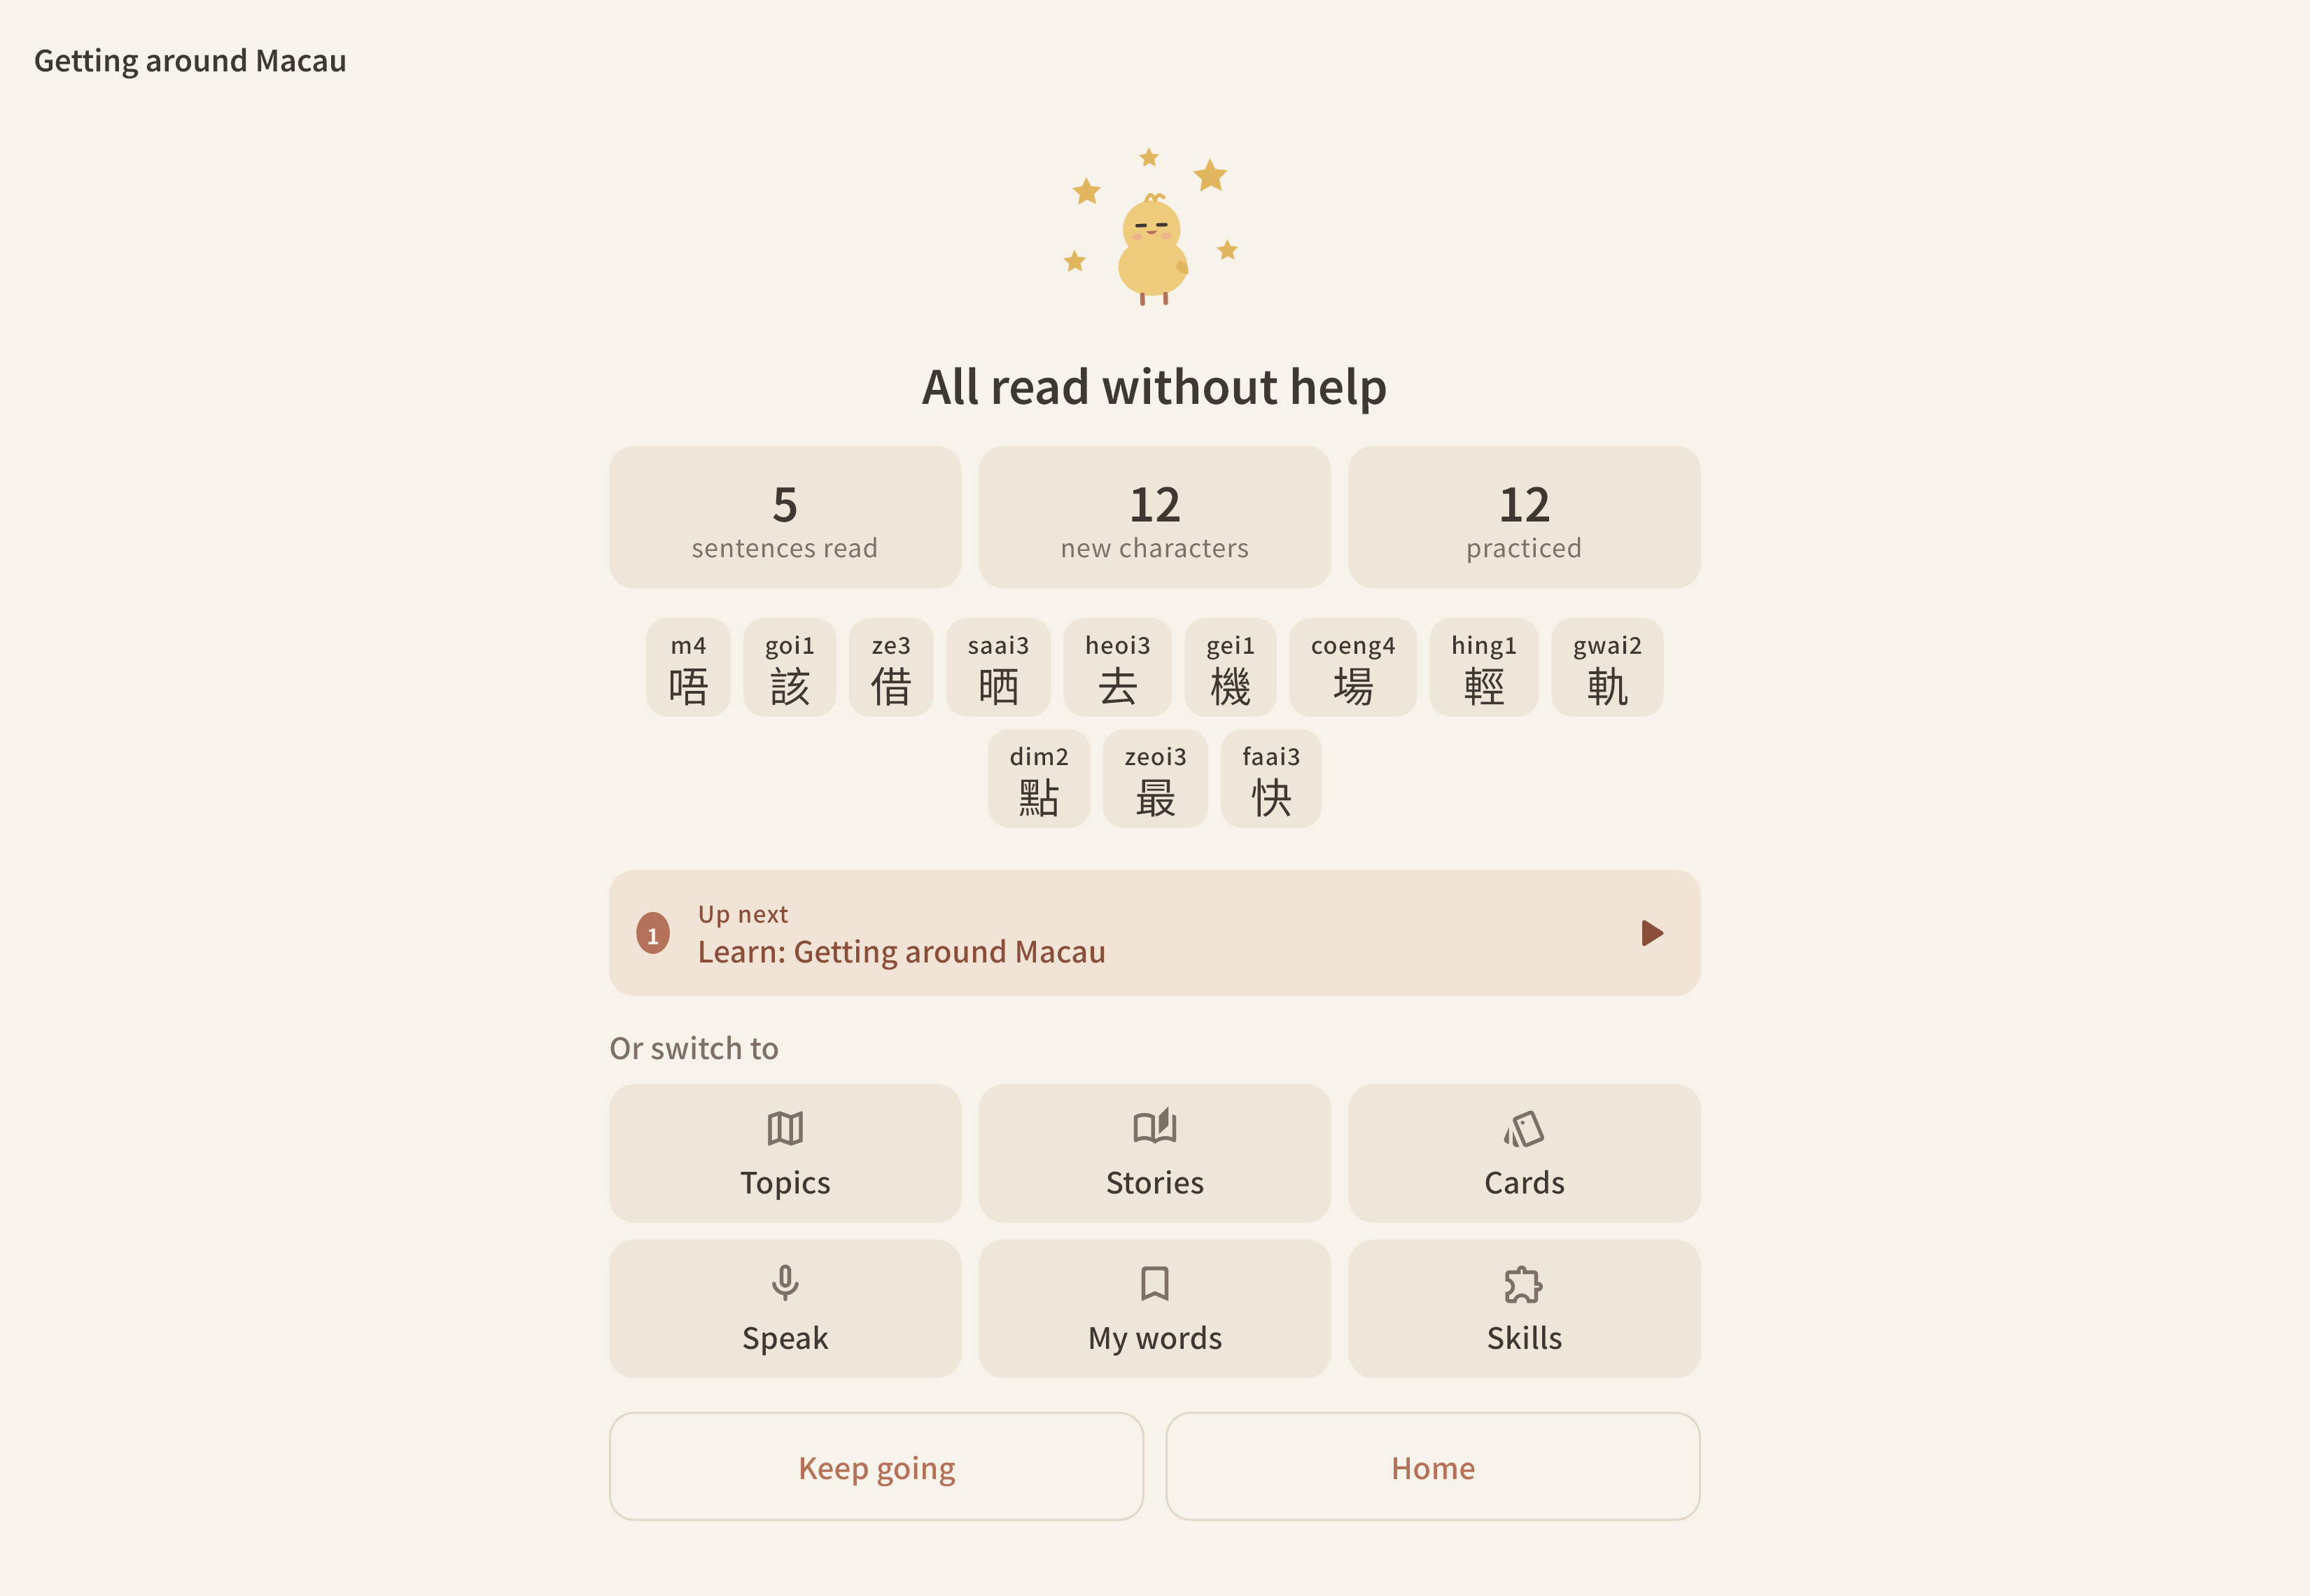 Getting around Macau
All read without help
5
sentences read
12
new characters
12
practiced
m4 goi1 ze3 saai3 heoi3 gei1 coeng4 hing1 gwai2
唔 該 借 晒 去 機 場 輕 軌
dim2 zeoi3 faai3
點 最 快
1
Up next
Learn: Getting around Macau
Or switch to
Topics
Stories
Cards
Speak
My words
Skills
Keep going
Home